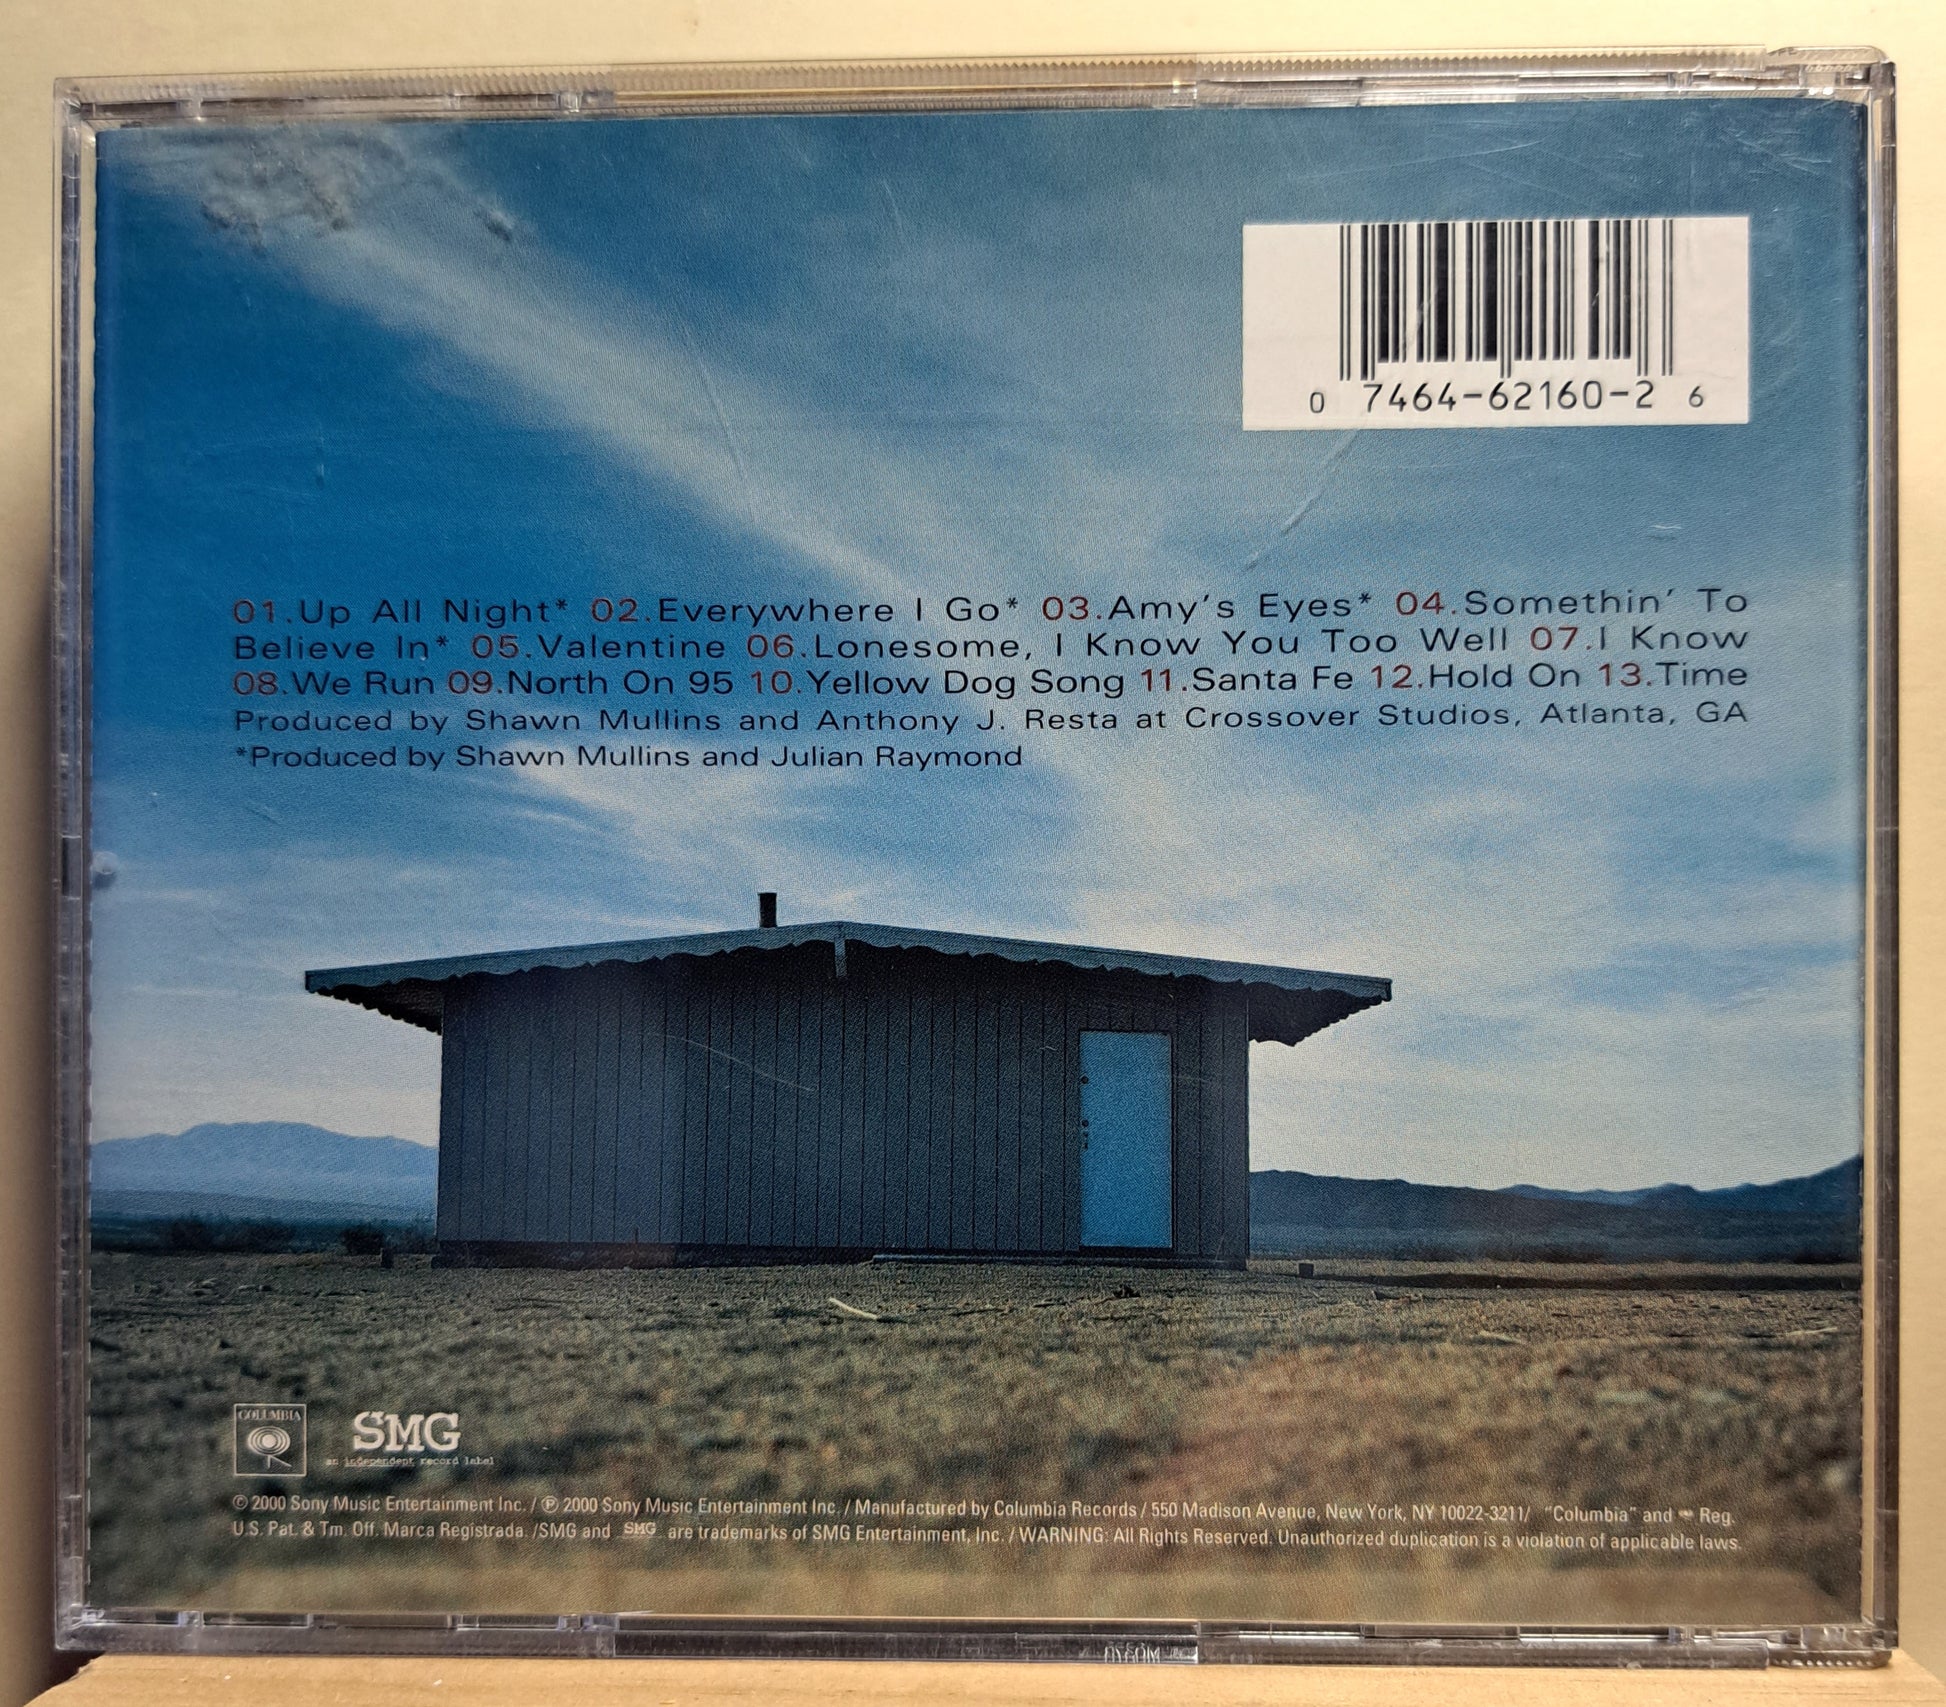 0 7464-62160-2 6
01.Up All Night* 02.Everywhere I Go* 03.Amy's Eyes* 04.Somethin' To
Believe In* 05.Valentine 06.Lonesome, I Know You Too Well 07.I Know
08.We Run 09.North On 95 10.Yellow Dog Song 11.Santa Fe 12.Hold On 13.Time
Produced by Shawn Mullins and Anthony J. Resta at Crossover Studios, Atlanta, GA
*Produced by Shawn Mullins and Julian Raymond
COLUMBIA
SMG
an independent record label
© 2000 Sony Music Entertainment Inc. / ℗ 2000 Sony Music Entertainment Inc. / Manufactured by Columbia Records / 550 Madison Avenue, New York, NY 10022-3211/ "Columbia" and Reg.
U.S. Pat. & Tm. Off. Marca Registrada. /SMG and SMG are trademarks of SMG Entertainment, Inc. / WARNING: All Rights Reserved. Unauthorized duplication is a violation of applicable laws.